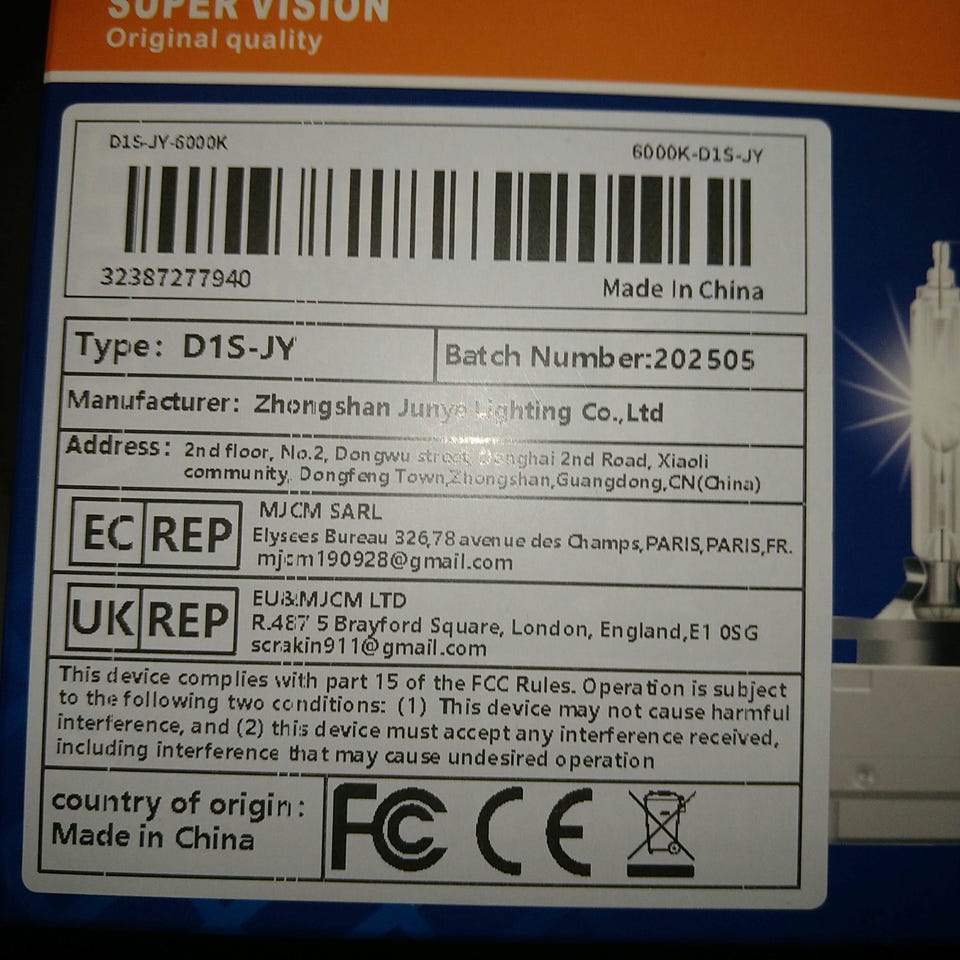 SUPER VISION
Original quality
D1S-JY-6000K
6000K-D1S-JY
32387277940
Made In China
Type: D1S-JY
Batch Number:202505
Manufacturer: Zhongshan Junye Lighting Co.,Ltd
Address: 2nd floor, No.2, Dongwu street, Donghai 2nd Road, Xiaoli
community, Dongfeng Town,Zhongshan,Guangdong,CN(China)
EC REP
MJCM SARL
Elysees Bureau 326,78 avenue des Champs,PARIS,PARIS,FR.
mjcm190928@gmail.com
UK REP
EU&MJCM LTD
R.487 5 Brayford Square, London, England,E1 0SG
scrakin911@gmail.com
This device complies with part 15 of the FCC Rules. Operation is subject
to the following two conditions: (1) This device may not cause harmful
interference, and (2) this device must accept any interference received,
including interference that may cause undesired operation
country of origin:
Made in China
FC CE